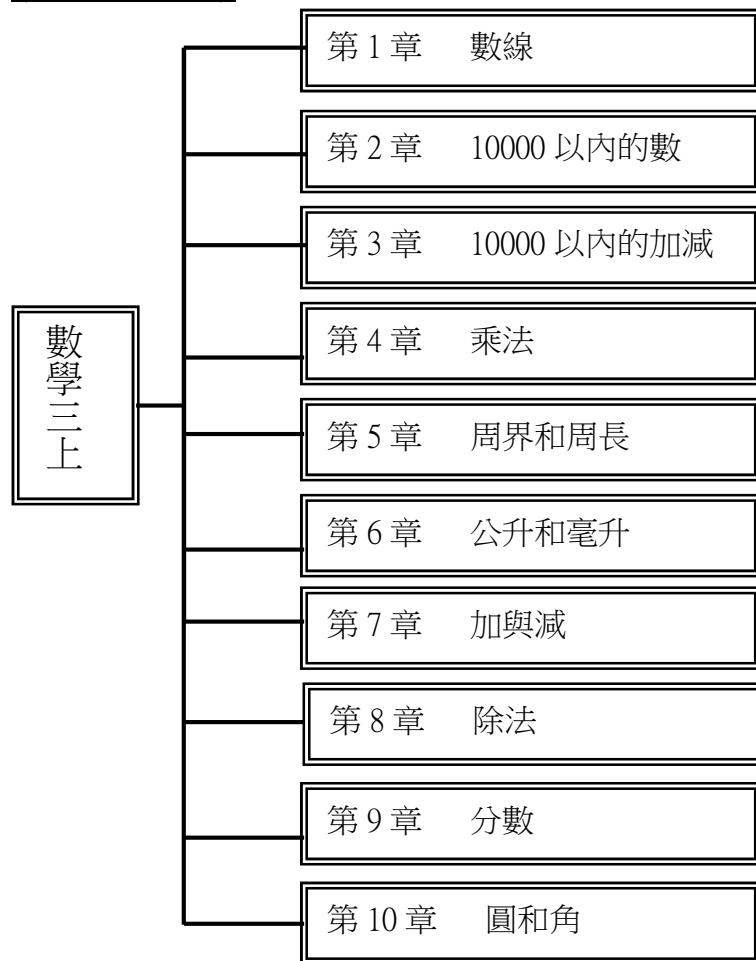 第 1 章 數線
第 2 章 10000 以內的數
第 3 章 10000 以內的加減
數學三上
第 4 章 乘法
第 5 章 周界和周長
第 6 章 公升和毫升
第 7 章 加與減
第 8 章 除法
第 9 章 分數
第 10 章 圓和角